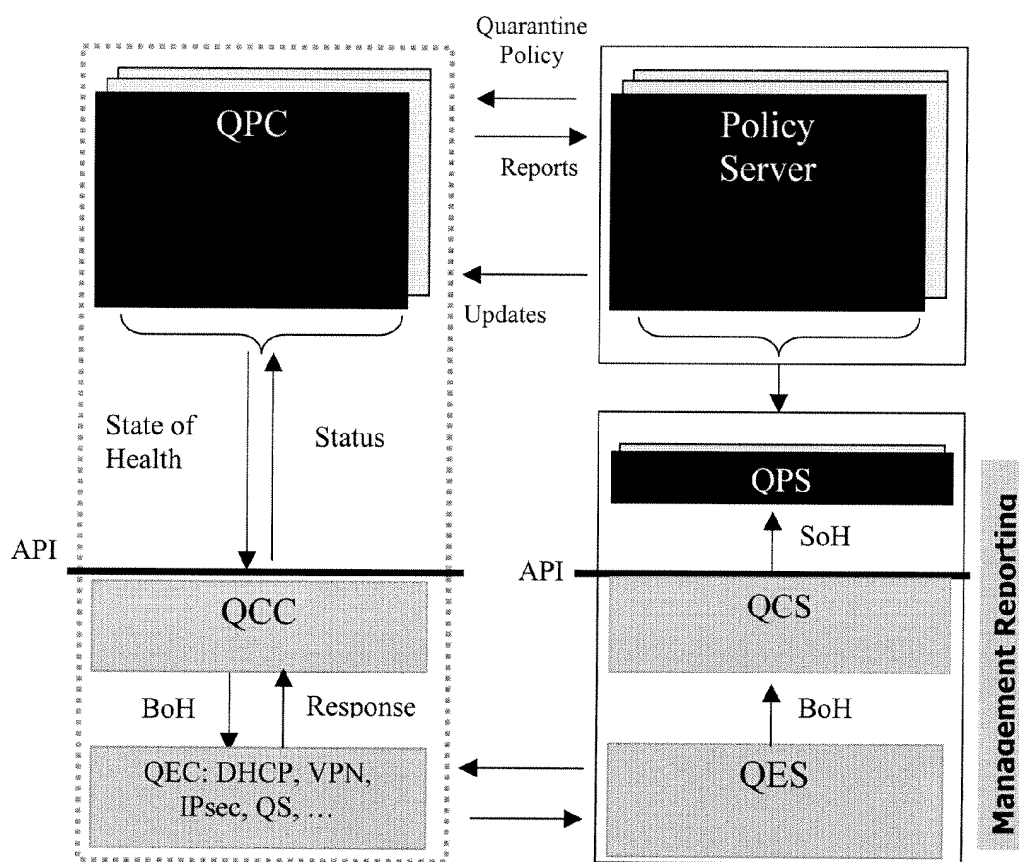 Quarantine
Policy
QPC
Policy
Server
Reports
Updates
State of
Health
Status
QPS
API
SoH
API
QCC
QCS
BoH
Response
BoH
QEC: DHCP, VPN,
IPsec, QS, …
QES
Management Reporting